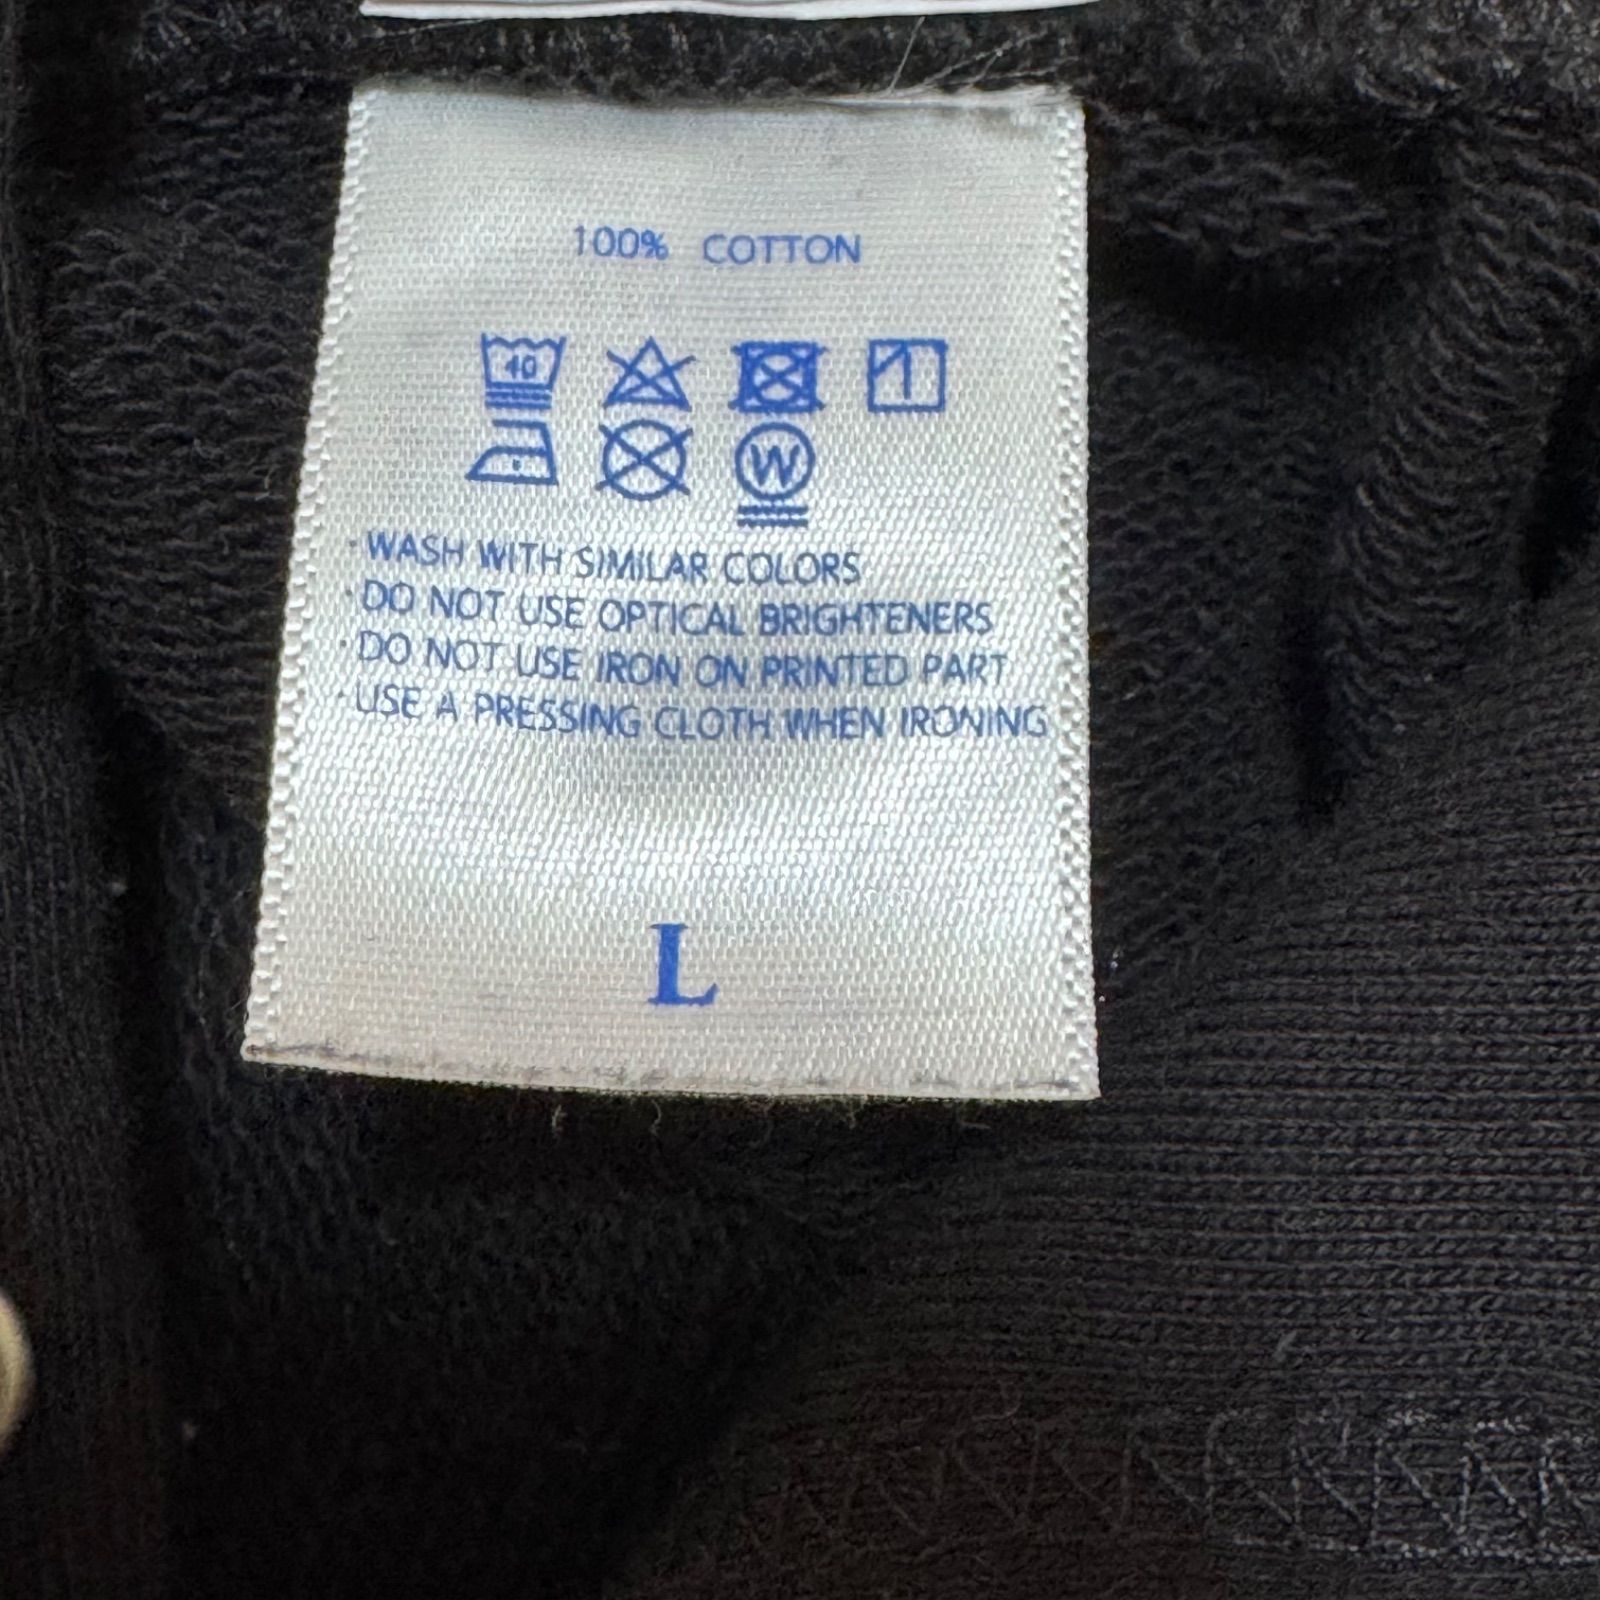 100% COTTON
40
W
· WASH WITH SIMILAR COLORS
· DO NOT USE OPTICAL BRIGHTENERS
· DO NOT USE IRON ON PRINTED PART
· USE A PRESSING CLOTH WHEN IRONING
L